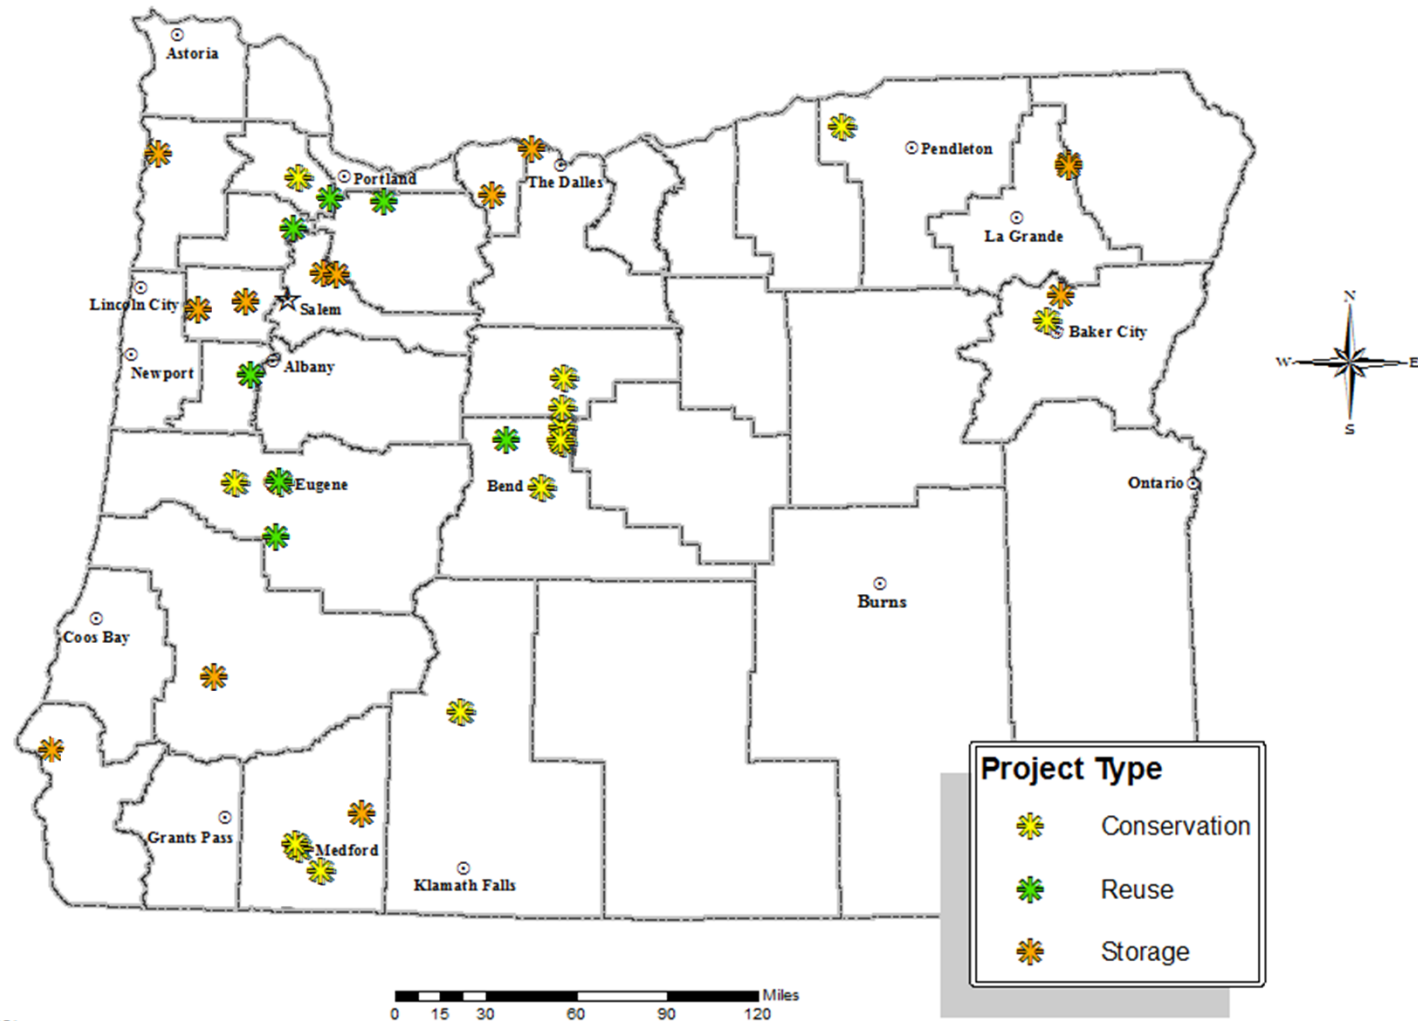 Astoria
Portland
The Dalles
Pendleton
La Grande
Lincoln City
Salem
Baker City
Newport
Albany
N
W
E
S
Eugene
Bend
Ontario
Burns
Coos Bay
Grants Pass
Medford
Klamath Falls
Project Type
Conservation
Reuse
Storage
Miles
0 15 30 60 90 120